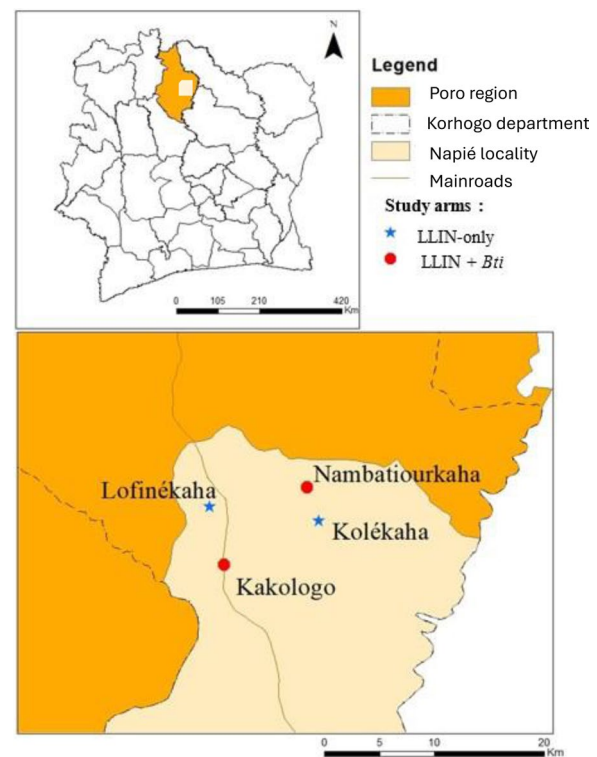 N
0 105 210 420
Km
Legend
Poro region
Korhogo department
Napié locality
Mainroads
Study arms :
LLIN-only
LLIN + Bti
Lofinékaha
Nambatiourkaha
Kolékaha
Kakologo
0 5 10 20
Km